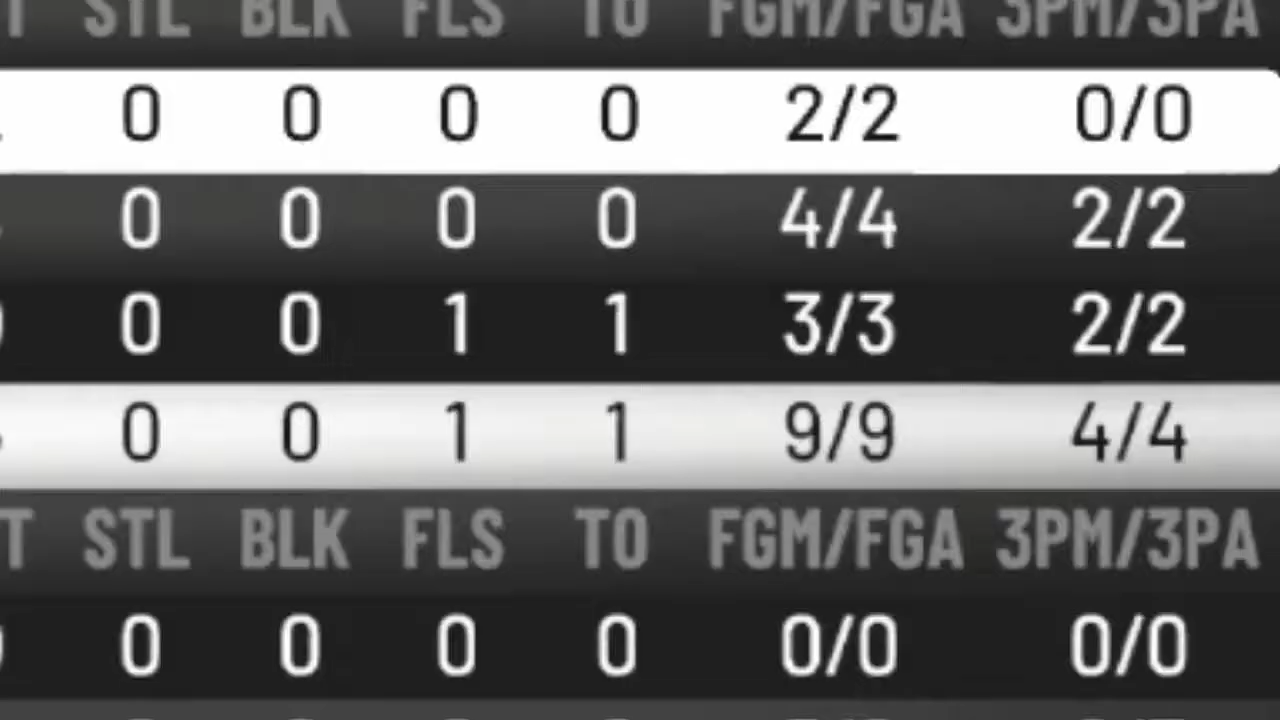 T STL BLK FLS TO FGM/FGA 3PM/3PA
0 0 0 0 2/2 0/0
0 0 0 0 4/4 2/2
0 0 1 1 3/3 2/2
0 0 1 1 9/9 4/4
T STL BLK FLS TO FGM/FGA 3PM/3PA
0 0 0 0 0/0 0/0